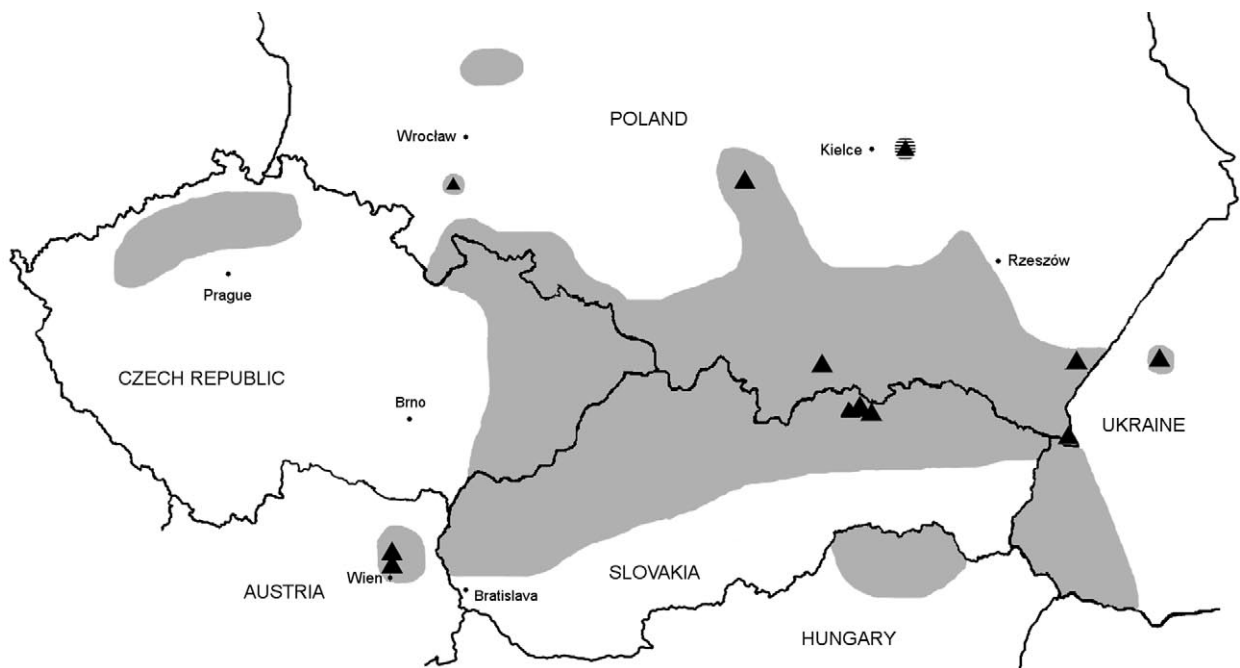 POLAND
Wrocław
Kielce
Rzeszów
Prague
CZECH REPUBLIC
Brno
UKRAINE
SLOVAKIA
Wien
AUSTRIA
Bratislava
HUNGARY